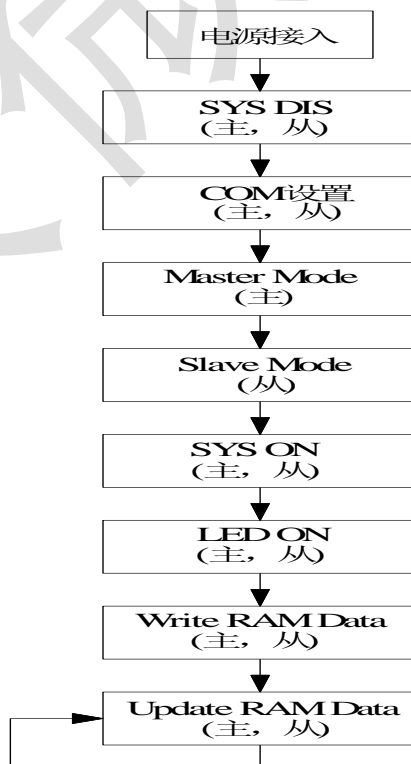 电源接入
SYS DIS
(主，从)
COM设置
(主，从)
Master Mode
(主)
Slave Mode
(从)
SYS ON
(主，从)
LED ON
(主，从)
Write RAM Data
(主，从)
Update RAM Data
(主，从)